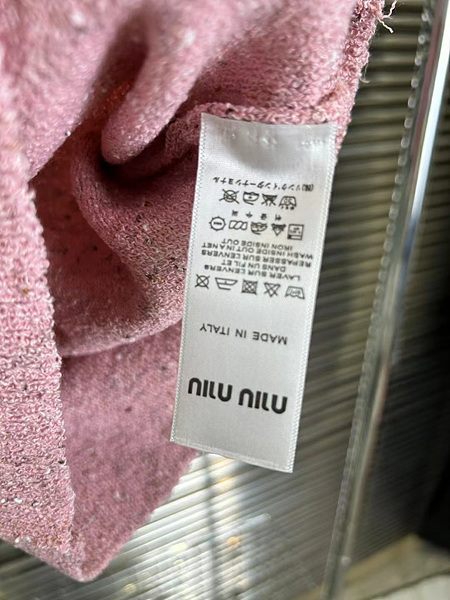 miu miu
MADE IN ITALY
LAVER SUR L'ENVERS
DANS UN FILET
REPASSER SUR L'ENVERS
WASH INSIDE OUT IN A NET
IRON INSIDE OUT